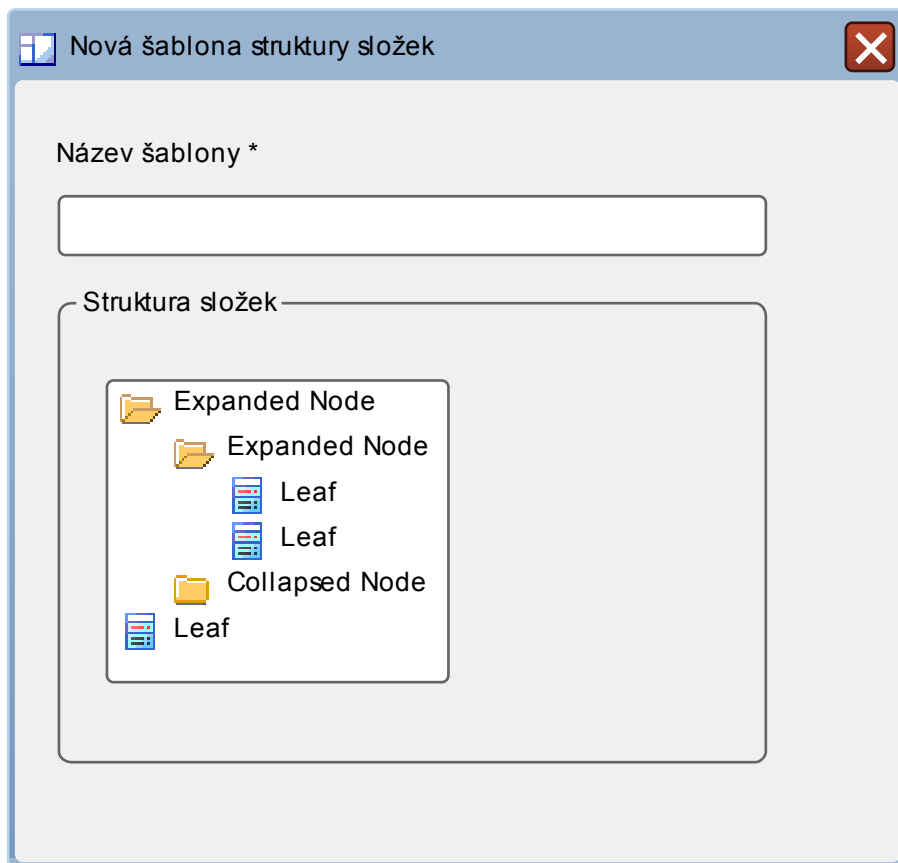 Nová šablona struktury složek
Název šablony *
Struktura složek
Expanded Node
Expanded Node
Leaf
Leaf
Collapsed Node
Leaf